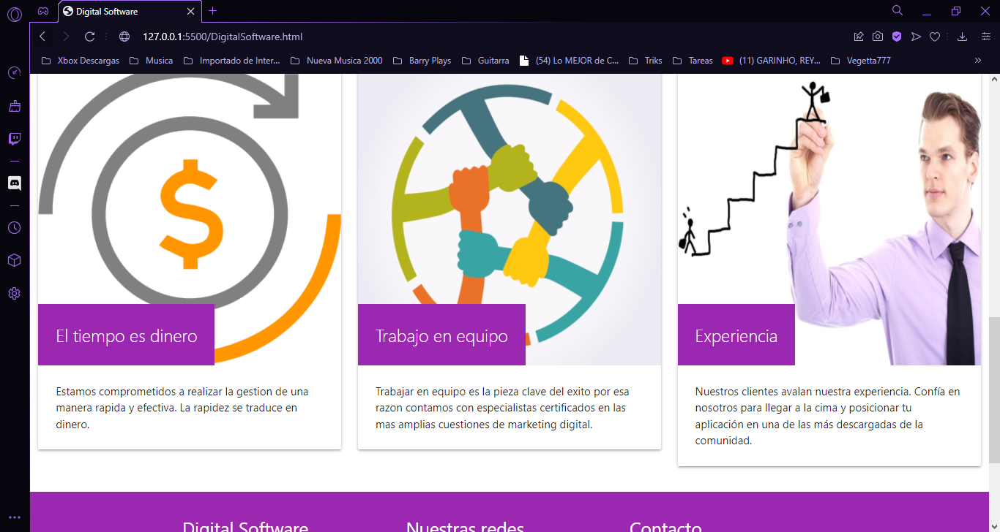 Digital Software
127.0.0.1:5500/DigitalSoftware.html
Xbox Descargas
Musica
Importado de Inter...
Nueva Musica 2000
Barry Plays
Guitarra
(54) Lo MEJOR de C...
Triks
Tareas
(11) GARINHO, REY...
Vegetta777
»
$
El tiempo es dinero
Estamos comprometidos a realizar la gestion de una
manera rapida y efectiva. La rapidez se traduce en
dinero.
Trabajo en equipo
Trabajar en equipo es la pieza clave del exito por esa
razon contamos con especialistas certificados en las
mas amplias cuestiones de marketing digital.
Experiencia
Nuestros clientes avalan nuestra experiencia. Confía en
nosotros para llegar a la cima y posicionar tu
aplicación en una de las más descargadas de la
comunidad.
Digital Software
Nuestras redes
Contacto